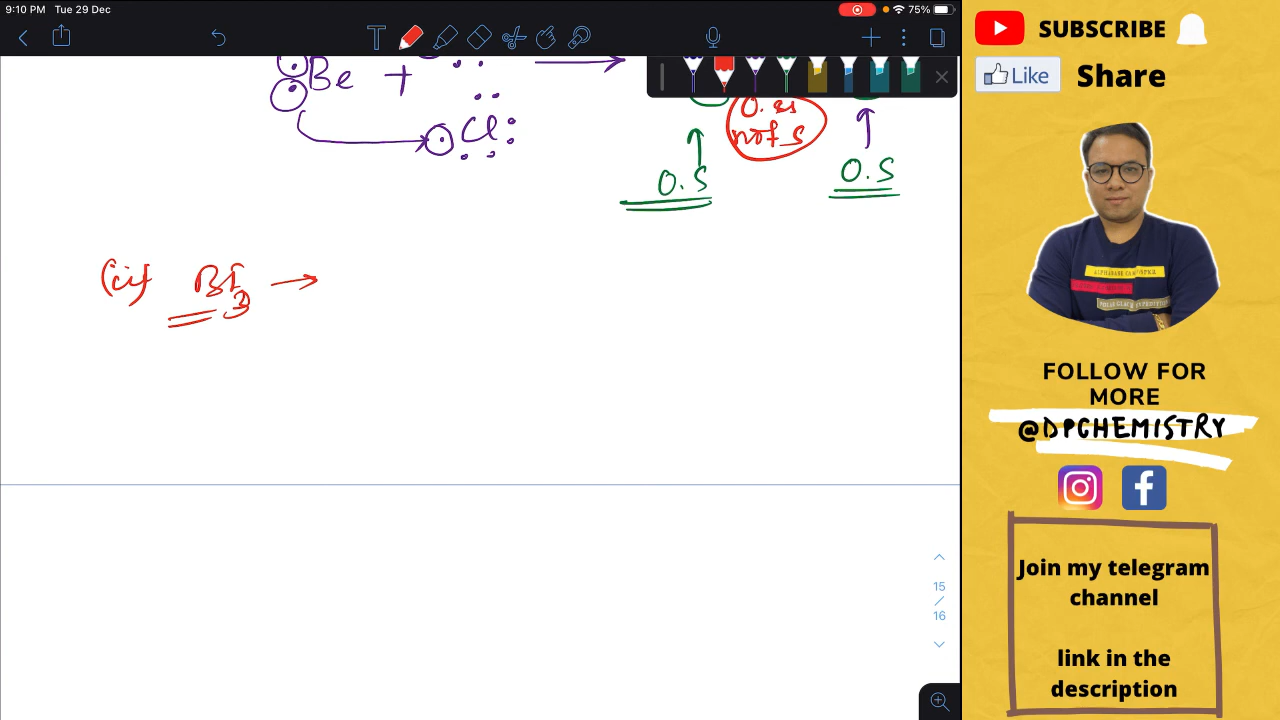 9:10 PM Tue 29 Dec
75%
Be +
Cl
O. is
not s
O.S
O.S
(ii) BF3 →
15
/
16
SUBSCRIBE
Like
Share
FOLLOW FOR
MORE
@DPCHEMISTRY
Join my telegram
channel
link in the
description